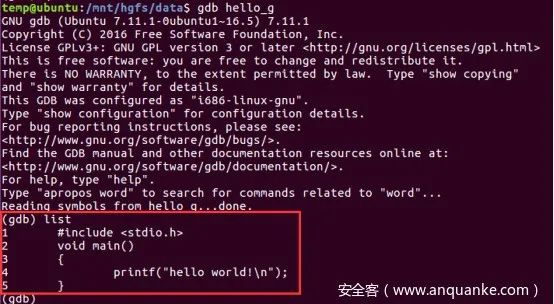 temp@ubuntu:/mnt/hgfs/data$ gdb hello_g
GNU gdb (Ubuntu 7.11.1-0ubuntu1~16.5) 7.11.1
Copyright (C) 2016 Free Software Foundation, Inc.
License GPLv3+: GNU GPL version 3 or later <http://gnu.org/licenses/gpl.html>
This is free software: you are free to change and redistribute it.
There is NO WARRANTY, to the extent permitted by law.  Type "show copying"
and "show warranty" for details.
This GDB was configured as "i686-linux-gnu".
Type "show configuration" for configuration details.
For bug reporting instructions, please see:
<http://www.gnu.org/software/gdb/bugs/>.
Find the GDB manual and other documentation resources online at:
<http://www.gnu.org/software/gdb/documentation/>.
For help, type "help".
Type "apropos word" to search for commands related to "word"...
Reading symbols from hello_g...done.
(gdb) list
1       #include <stdio.h>
2       void main()
3       {
4               printf("hello world!\n");
5       }
(gdb)
安全客（www.anquanke.com）